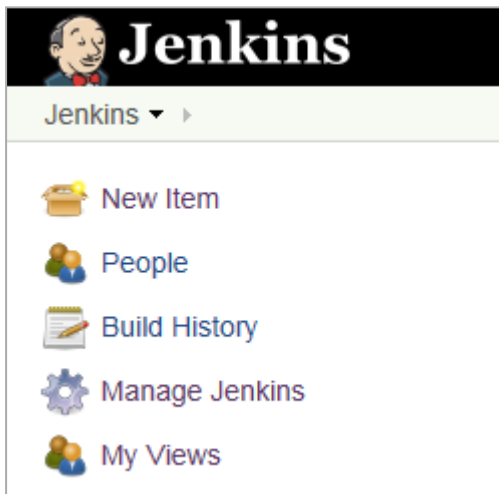 Jenkins
Jenkins
New Item
People
Build History
Manage Jenkins
My Views